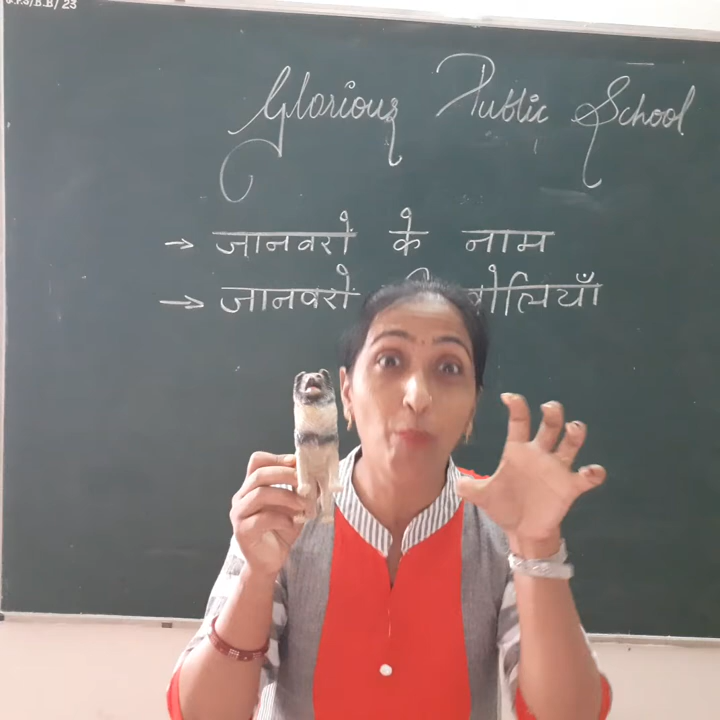 Glorious Public School
→ जानवरों के नाम
→ जानवरों बोलियाँ